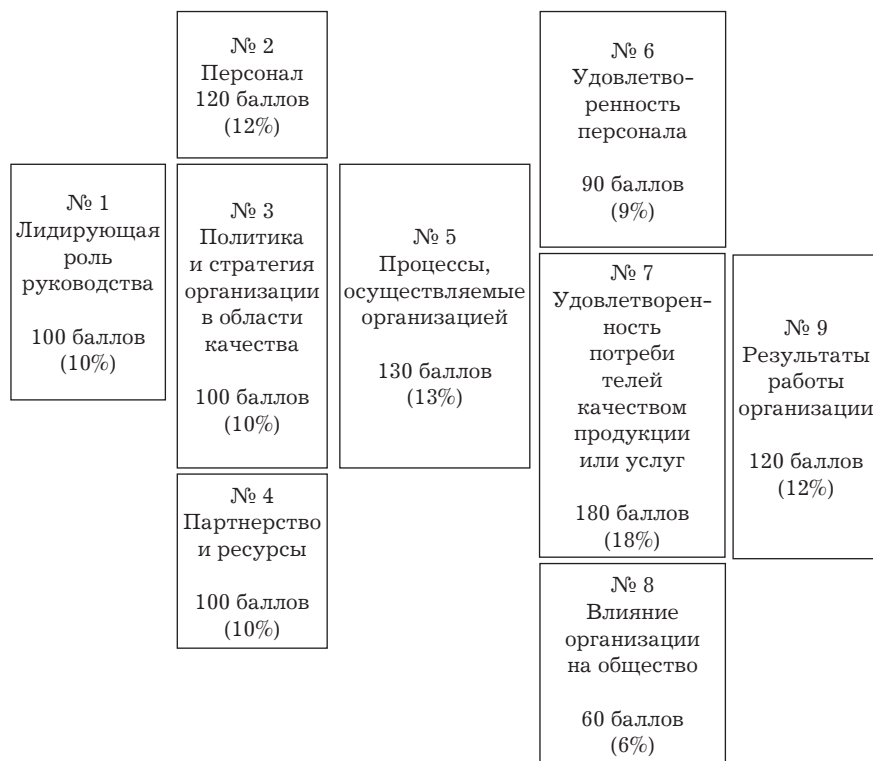 № 1
Лидирующая
роль
руководства
100 баллов
(10%)
№ 2
Персонал
120 баллов
(12%)
№ 3
Политика
и стратегия
организации
в области
качества
100 баллов
(10%)
№ 4
Партнерство
и ресурсы
100 баллов
(10%)
№ 5
Процессы,
осуществляемые
организацией
130 баллов
(13%)
№ 6
Удовлетво-
ренность
персонала
90 баллов
(9%)
№ 7
Удовлетворен-
ность
потреби
телей
качеством
продукции
или услуг
180 баллов
(18%)
№ 8
Влияние
организации
на общество
60 баллов
(6%)
№ 9
Результаты
работы
организации
120 баллов
(12%)